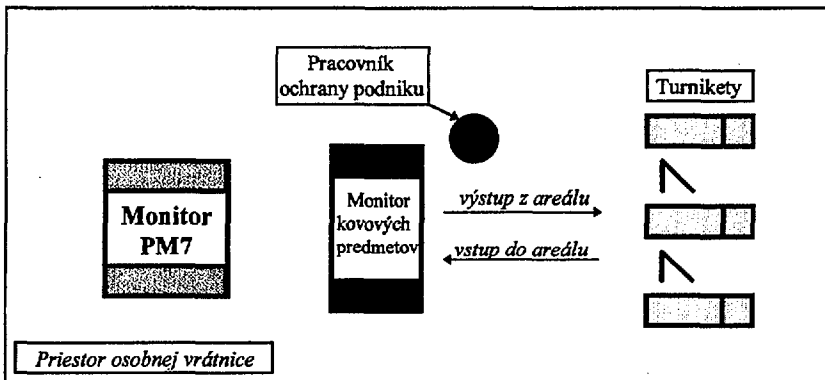 Pracovník
ochrany podniku
Turnikety
Monitor
PM7
Monitor
kovových
predmetov
výstup z areálu
vstup do areálu
Priestor osobnej vrátnice